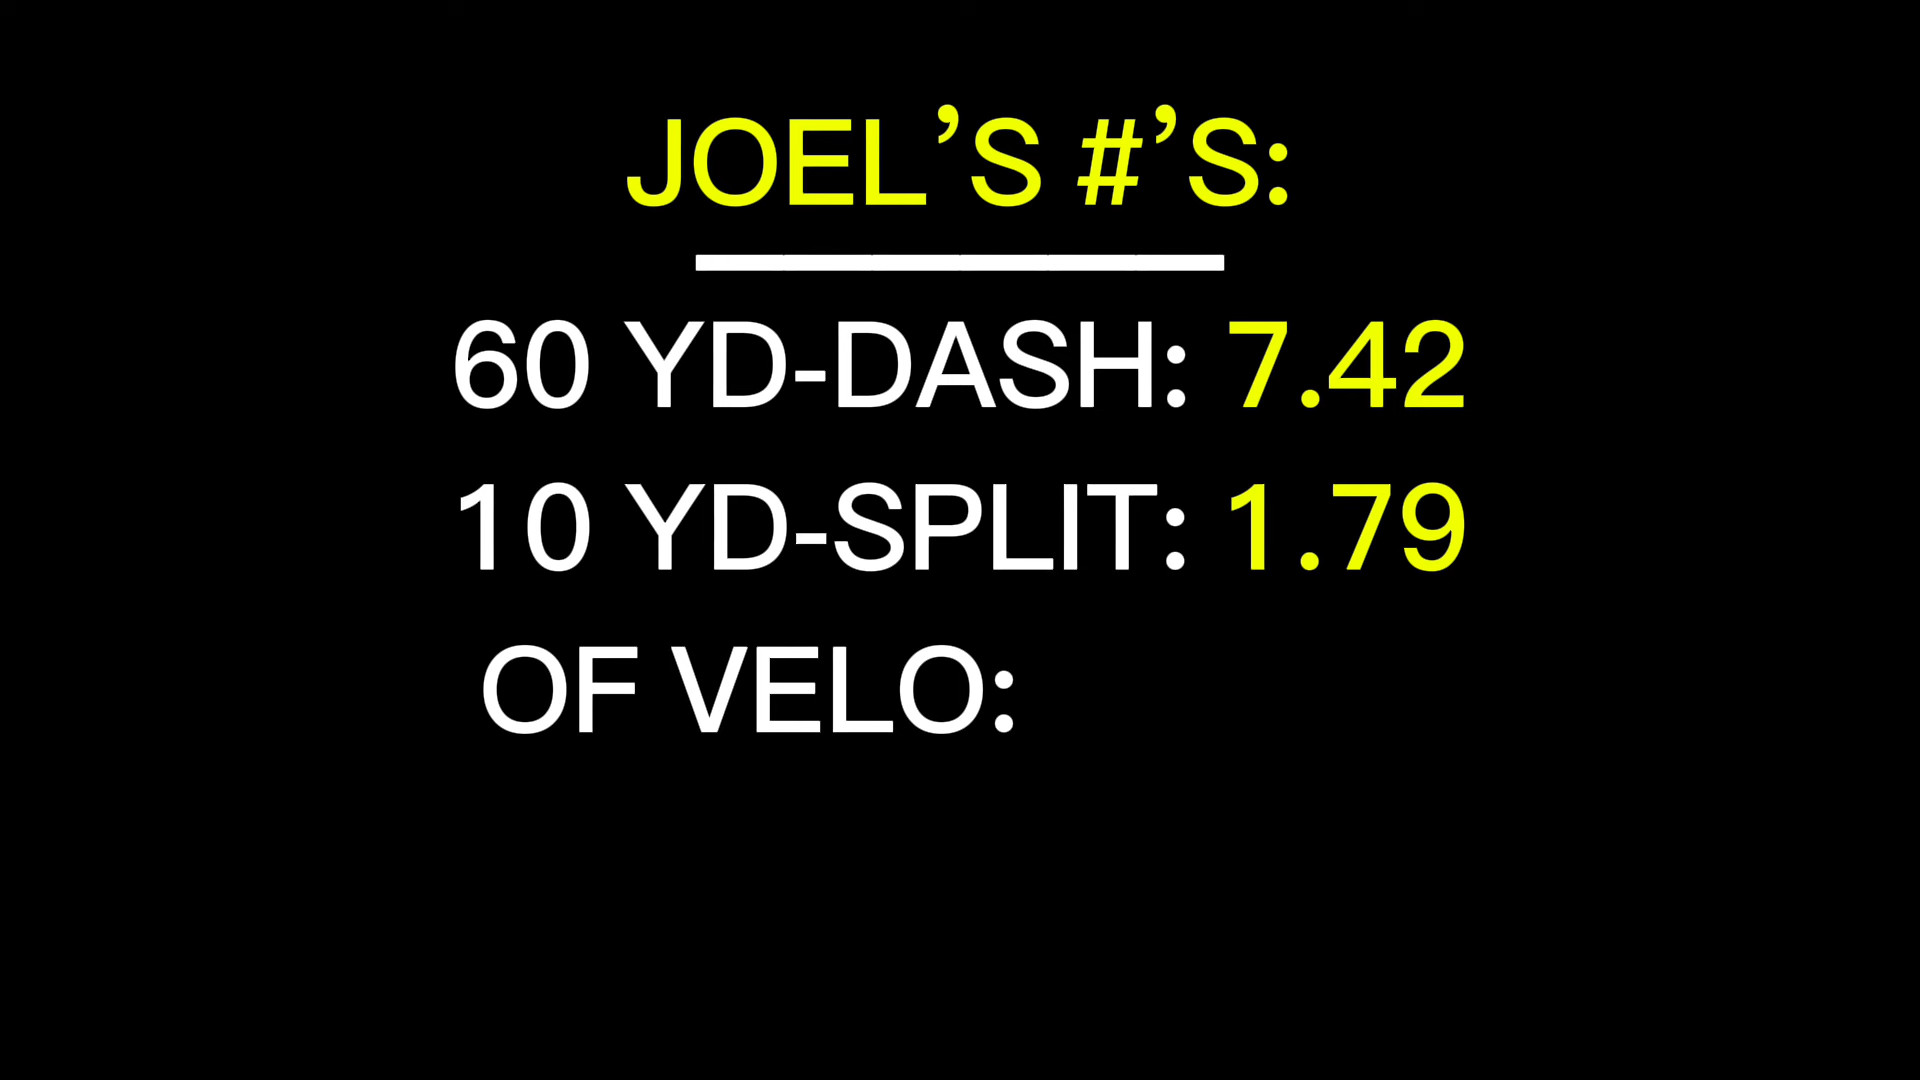 JOEL’S #’S:
60 YD-DASH: 7.42
10 YD-SPLIT: 1.79
OF VELO: